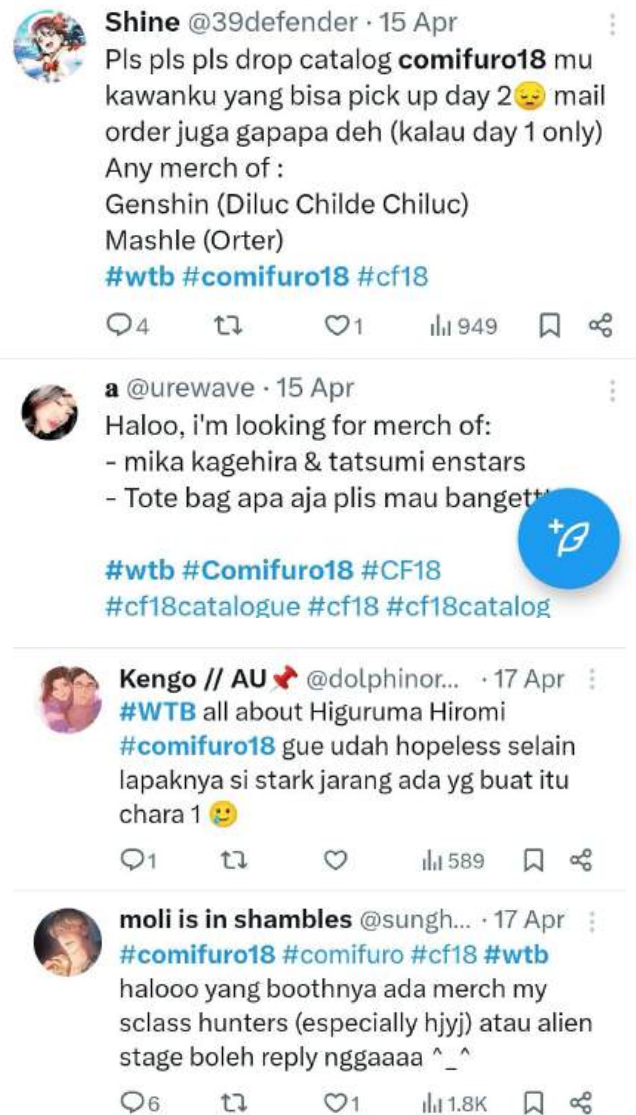 Shine @39defender · 15 Apr
Pls pls pls drop catalog comifuro18 mu
kawanku yang bisa pick up day 2😔 mail
order juga gapapa deh (kalau day 1 only)
Any merch of :
Genshin (Diluc Childe Chiluc)
Mashle (Orter)
#wtb #comifuro18 #cf18
4 1 949
a @urewave · 15 Apr
Haloo, i'm looking for merch of:
- mika kagehira & tatsumi enstars
- Tote bag apa aja plis mau bangettt
#wtb #Comifuro18 #CF18
#cf18catalogue #cf18 #cf18catalog
Kengo // AU📌 @dolphinor... · 17 Apr
#WTB all about Higuruma Hiromi
#comifuro18 gue udah hopeless selain
lapaknya si stark jarang ada yg buat itu
chara 1 🥲
1 589
moli is in shambles @sungh... · 17 Apr
#comifuro18 #comifuro #cf18 #wtb
halooo yang boothnya ada merch my
sclass hunters (especially hjyj) atau alien
stage boleh reply nggaaaa ^_^
6 1 1.8K